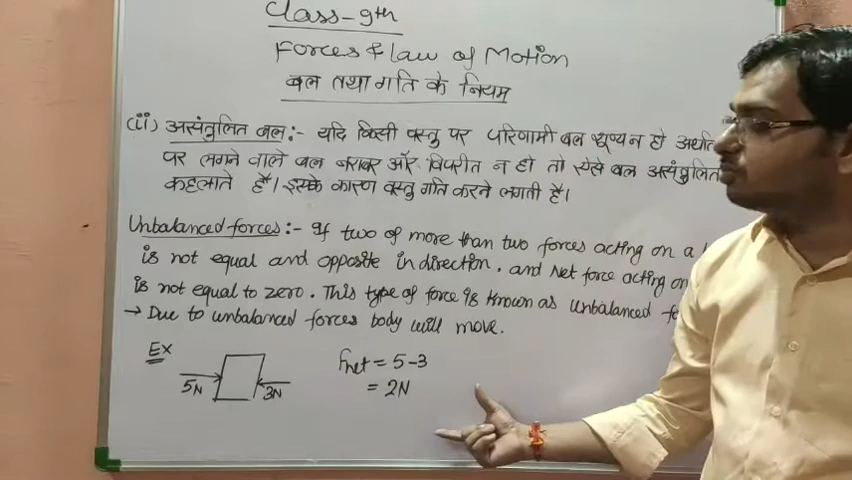 Class-9th
Forces & law of Motion
बल तथा गति के नियम
(ii) असंतुलित बल:- यदि किसी वस्तु पर परिणामी बल शून्य न हो अर्थात
पर लगने वाले बल बराबर और विपरीत न हो तो ऐसे बल असंतुलित
कहलाते हैं। इसके कारण वस्तु गति करने लगती है।
Unbalanced forces:- If two of more than two forces acting on a
is not equal and opposite in direction. and Net force acting on
is not equal to zero. This type of force is known as unbalanced
→ Due to unbalanced forces body will move.
Ex
5N 3N
Fnet = 5-3
= 2N